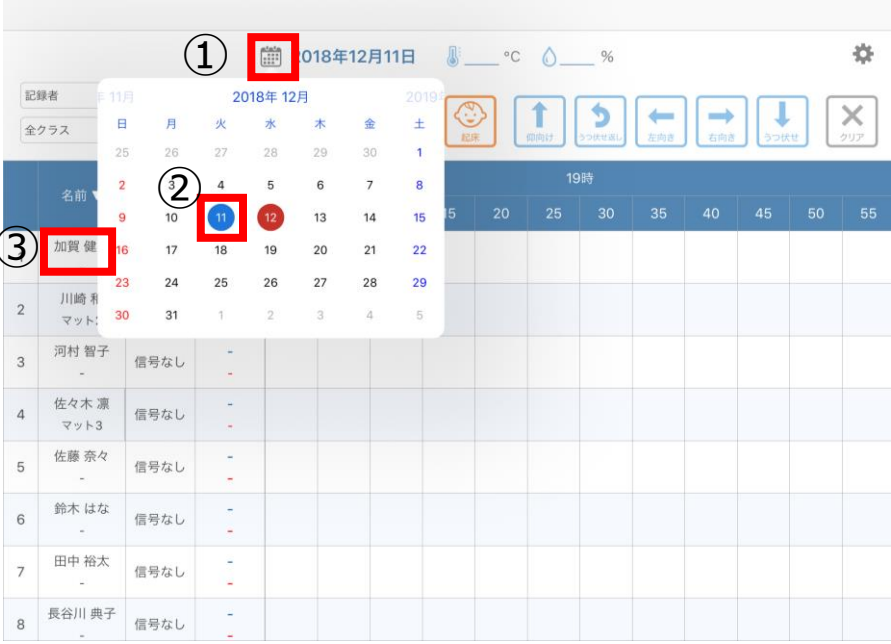 ①
2018年12月11日 ____ °C ____ %
記録者
全クラス
11月 2018年 12月 2019
日 月 火 水 木 金 土
25 26 27 28 29 30 1
2 3 4 5 6 7 8
②
9 10 11 12 13 14 15
16 17 18 19 20 21 22
23 24 25 26 27 28 29
30 31 1 2 3 4 5
起床 仰向け うつ伏せ返し 左向き 右向き うつ伏せ クリア
名前 ▼
19時
15 20 25 30 35 40 45 50 55
③
加賀 健
2 川崎 和
マット
3 河村 智子 信号なし -
- -
4 佐々木 凛 信号なし -
マット3 -
5 佐藤 奈々 信号なし -
- -
6 鈴木 はな 信号なし -
- -
7 田中 裕太 信号なし -
- -
8 長谷川 典子 信号なし -
- -